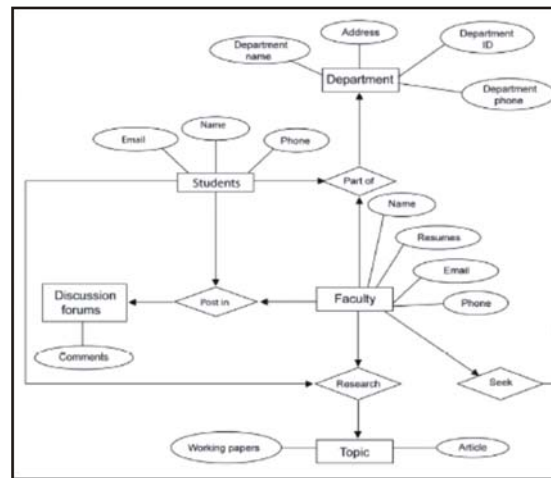 Address
Department
name
Department
ID
Department
Department
phone
Name
Email
Phone
Students
Part of
Name
Resumes
Email
Phone
Discussion
forums
Post in
Faculty
Comments
Research
Seek
Working papers
Topic
Article